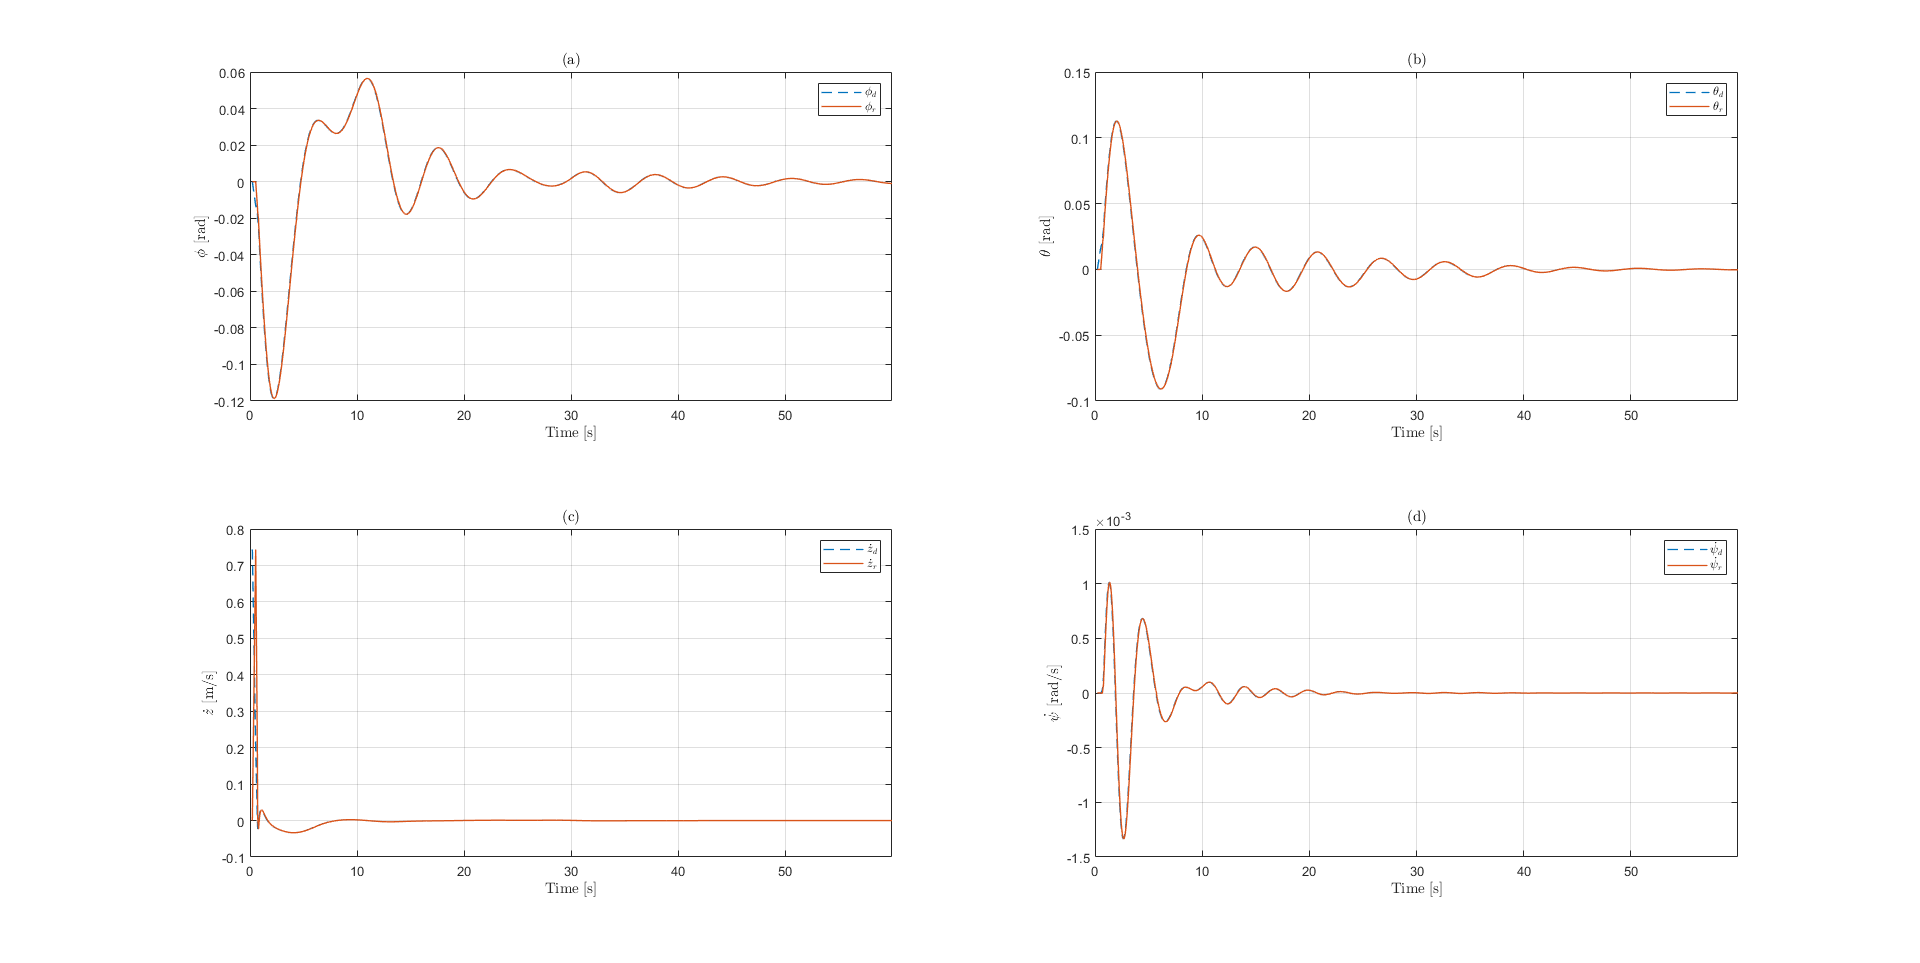 (a)
0.06
0.04
0.02
0
-0.02
-0.04
-0.06
-0.08
-0.1
-0.12
ϕ [rad]
ϕ_d
ϕ_r
0 10 20 30 40 50
Time [s]
(b)
0.15
0.1
0.05
0
-0.05
-0.1
θ [rad]
θ_d
θ_r
0 10 20 30 40 50
Time [s]
(c)
0.8
0.7
0.6
0.5
0.4
0.3
0.2
0.1
0
-0.1
ż [m/s]
ż_d
ż_r
0 10 20 30 40 50
Time [s]
(d)
×10^-3
1.5
1
0.5
0
-0.5
-1
-1.5
ψ̇ [rad/s]
ψ̇_d
ψ̇_r
0 10 20 30 40 50
Time [s]